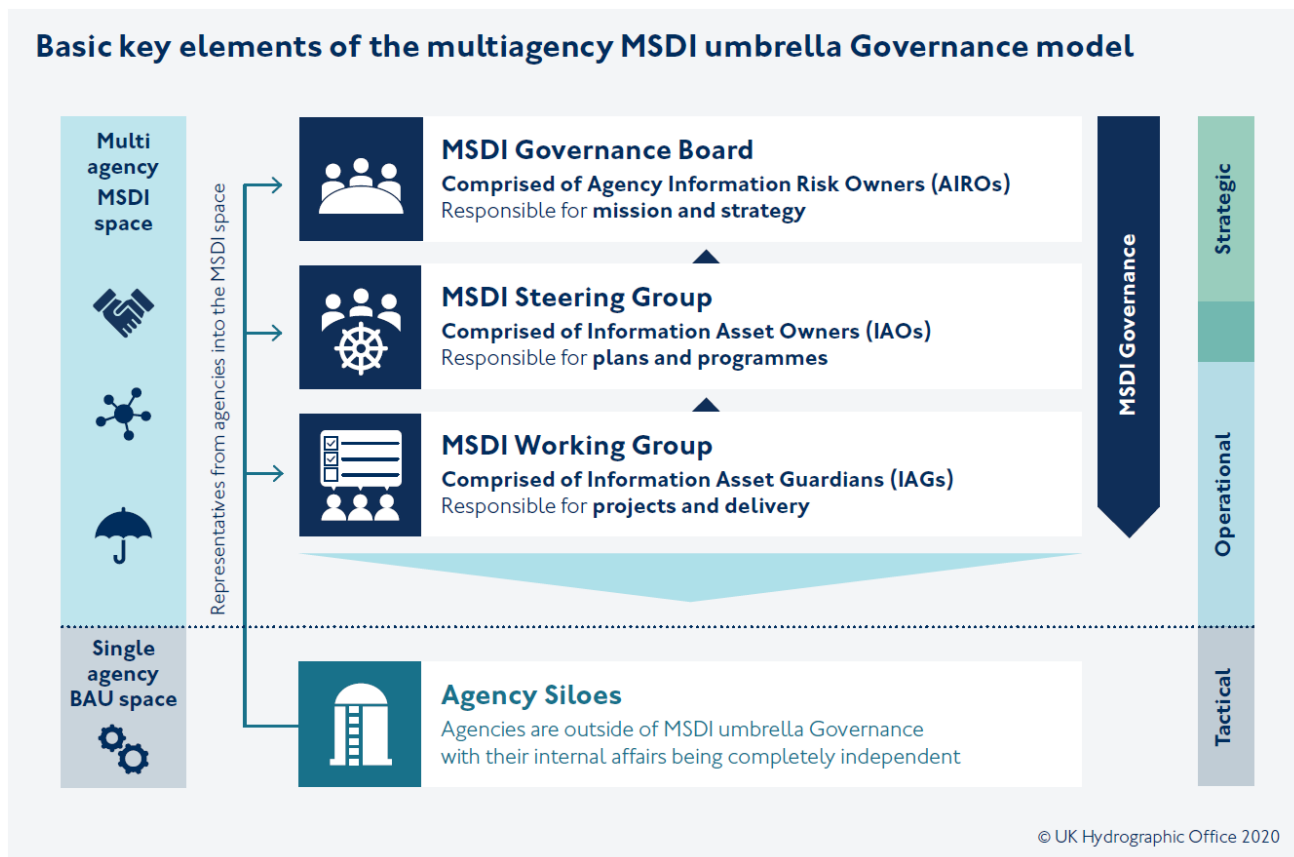 Basic key elements of the multiagency MSDI umbrella Governance model
Multi
agency
MSDI
space
Single
agency
BAU space
Representatives from agencies into the MSDI space
MSDI Governance Board
Comprised of Agency Information Risk Owners (AIROs)
Responsible for mission and strategy
MSDI Steering Group
Comprised of Information Asset Owners (IAOs)
Responsible for plans and programmes
MSDI Working Group
Comprised of Information Asset Guardians (IAGs)
Responsible for projects and delivery
Agency Siloes
Agencies are outside of MSDI umbrella Governance
with their internal affairs being completely independent
MSDI Governance
Strategic
Operational
Tactical
© UK Hydrographic Office 2020